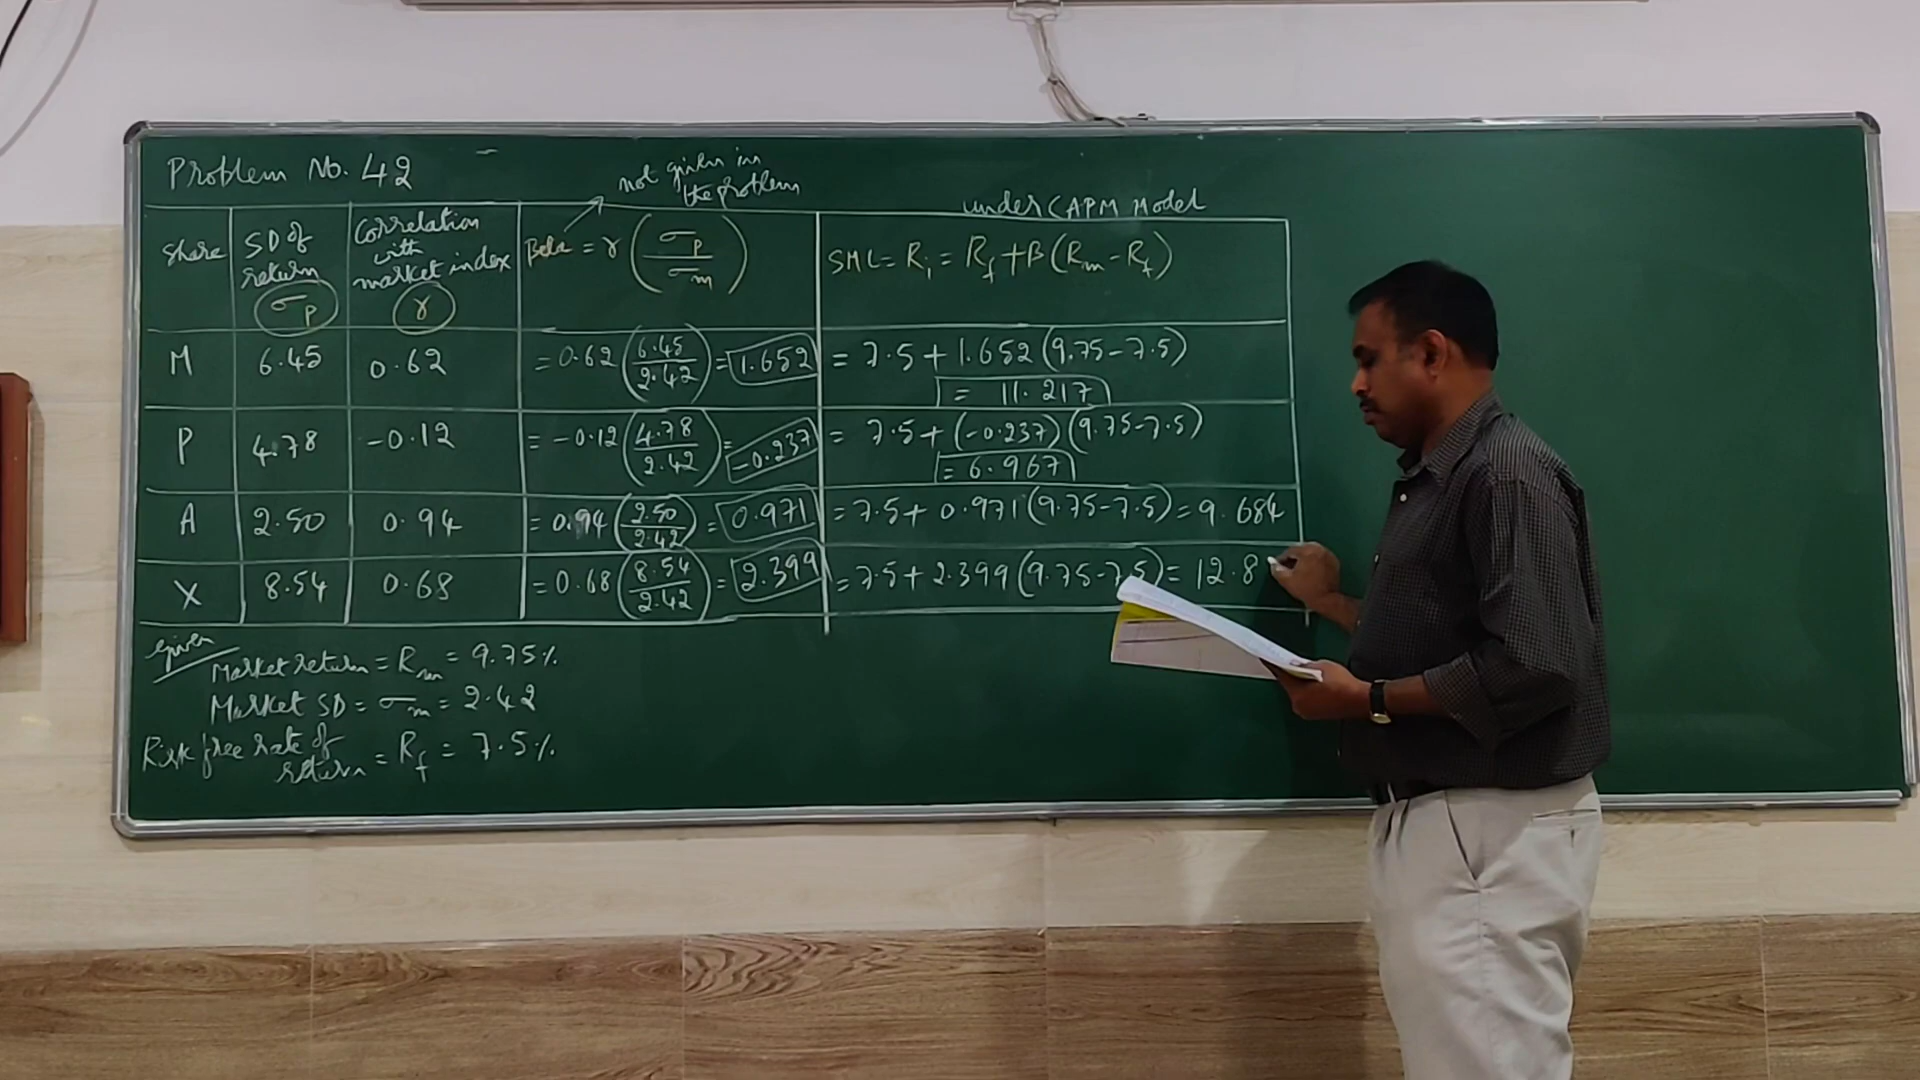 Problem No. 42
not given in
the problem
under CAPM Model
Share
SD of
return
σp
Correlation
with
market index
r
Beta = r (σp/σm)
SML = Ri = Rf + β (Rm - Rf)
M
6.45
0.62
= 0.62 (6.45/2.42) = 1.652
= 7.5 + 1.652 (9.75 - 7.5)
= 11.217
P
4.78
-0.12
= -0.12 (4.78/2.42) = -0.237
= 7.5 + (-0.237) (9.75 - 7.5)
= 6.967
A
2.50
0.94
= 0.94 (2.50/2.42) = 0.971
= 7.5 + 0.971 (9.75 - 7.5) = 9.684
X
8.54
0.68
= 0.68 (8.54/2.42) = 2.399
= 7.5 + 2.399 (9.75 - 7.5) = 12.8
given
Market return = Rm = 9.75%
Market SD = σm = 2.42
Risk free rate of
return = Rf = 7.5%